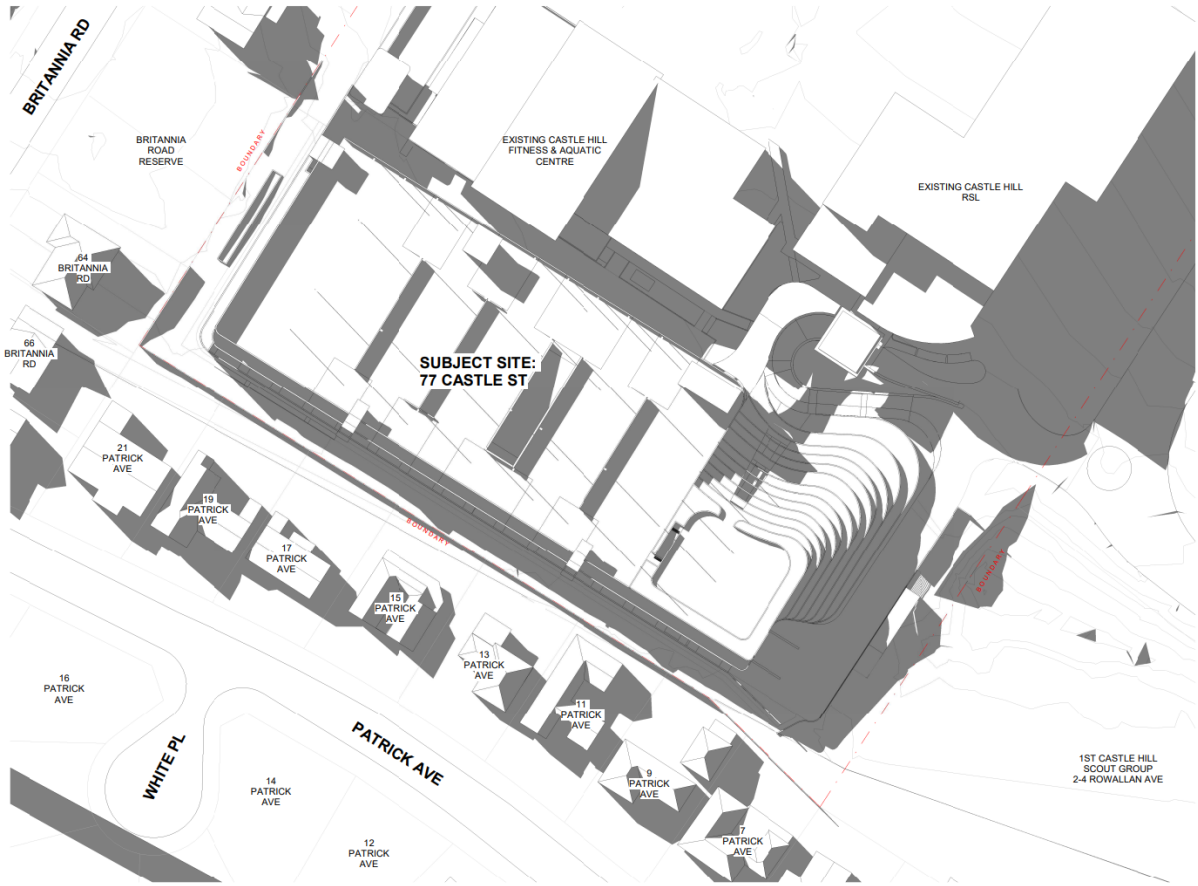 BRITANNIA RD
BRITANNIA
ROAD
RESERVE
BOUNDARY
EXISTING CASTLE HILL
FITNESS & AQUATIC
CENTRE
EXISTING CASTLE HILL
RSL
64
BRITANNIA
RD
66
BRITANNIA
RD
SUBJECT SITE:
77 CASTLE ST
21
PATRICK
AVE
19
PATRICK
AVE
17
PATRICK
AVE
15
PATRICK
AVE
BOUNDARY
BOUNDARY
13
PATRICK
AVE
11
PATRICK
AVE
9
PATRICK
AVE
7
PATRICK
AVE
16
PATRICK
AVE
WHITE PL
PATRICK AVE
14
PATRICK
AVE
12
PATRICK
AVE
1ST CASTLE HILL
SCOUT GROUP
2-4 ROWALLAN AVE